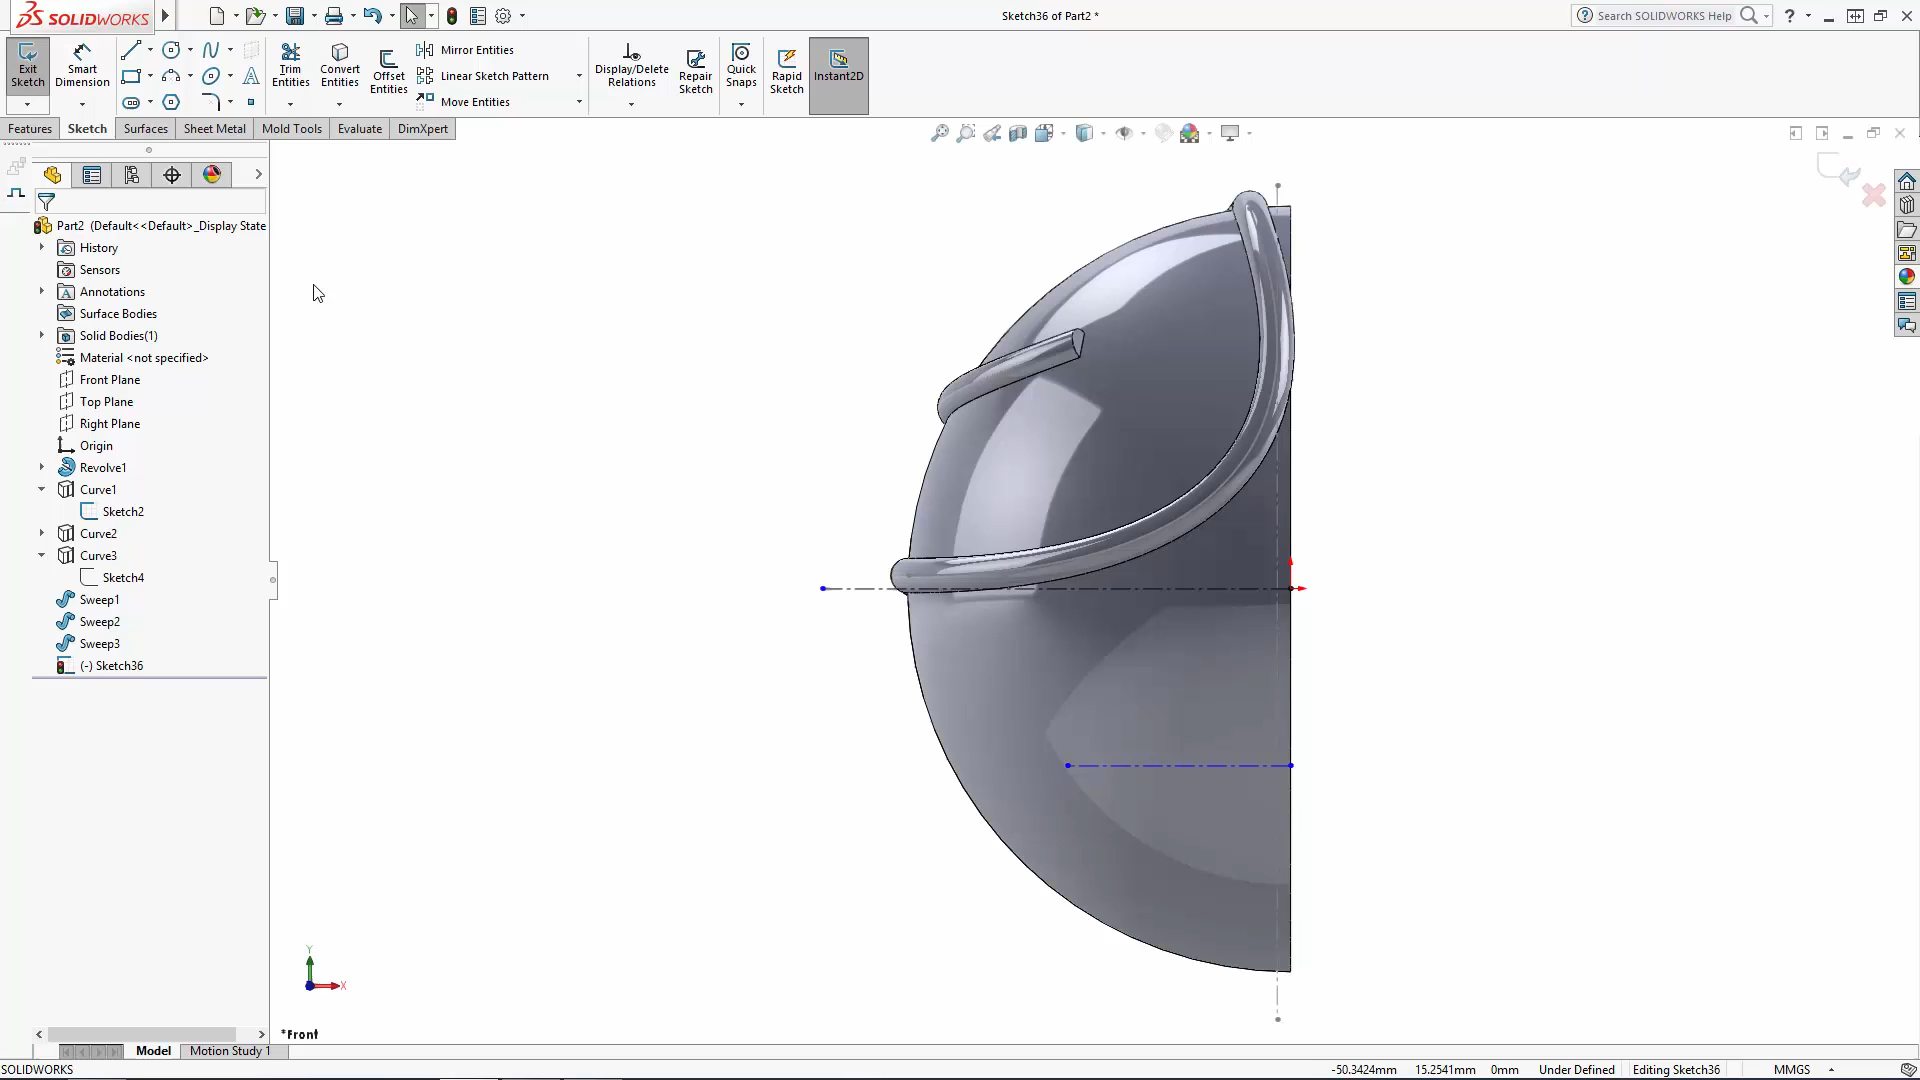 SOLIDWORKS
Sketch36 of Part2 *
Search SOLIDWORKS Help
Exit Sketch
Smart Dimension
Trim Entities
Convert Entities
Offset Entities
Mirror Entities
Linear Sketch Pattern
Move Entities
Display/Delete Relations
Repair Sketch
Quick Snaps
Rapid Sketch
Instant2D
Features
Sketch
Surfaces
Sheet Metal
Mold Tools
Evaluate
DimXpert
Part2 (Default<<Default>_Display State
History
Sensors
Annotations
Surface Bodies
Solid Bodies(1)
Material <not specified>
Front Plane
Top Plane
Right Plane
Origin
Revolve1
Curve1
Sketch2
Curve2
Curve3
Sketch4
Sweep1
Sweep2
Sweep3
(-) Sketch36
Y
X
*Front
Model
Motion Study 1
SOLIDWORKS
-50.3424mm
15.2541mm
0mm
Under Defined
Editing Sketch36
MMGS